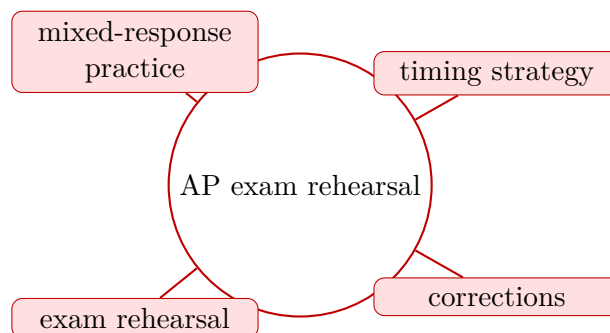 mixed-response
practice
timing strategy
AP exam rehearsal
exam rehearsal
corrections